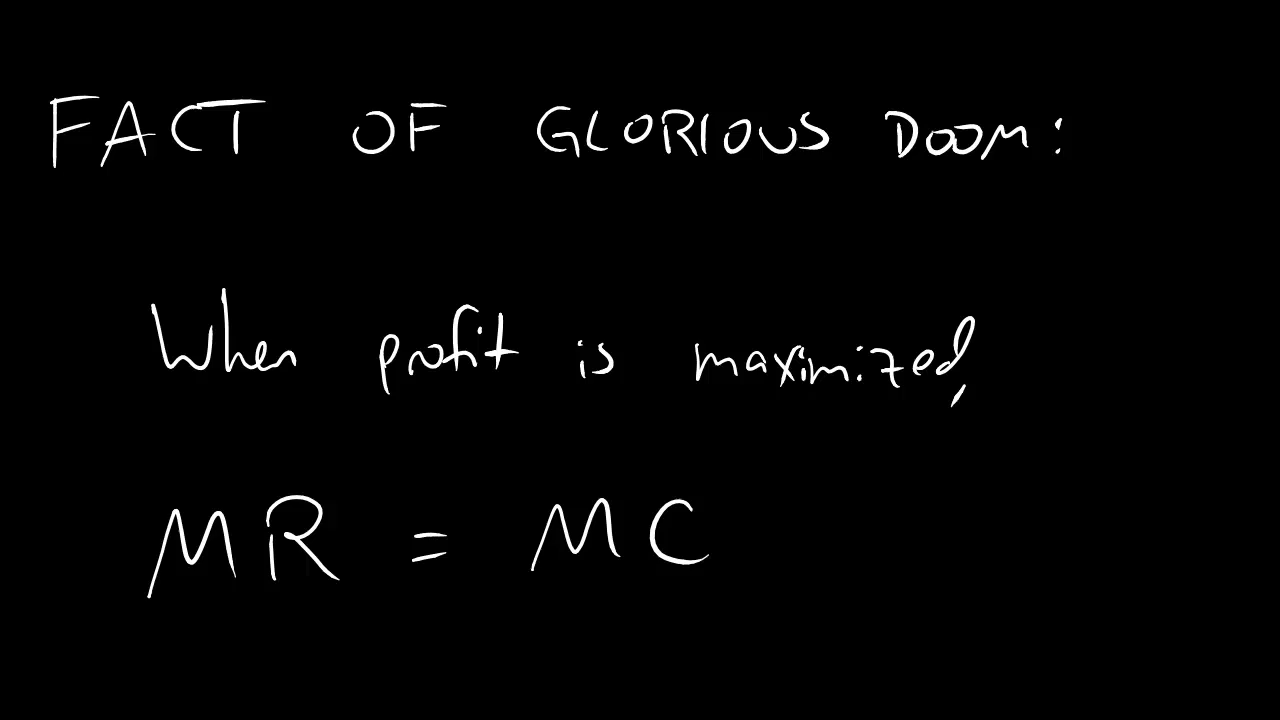 FACT OF GLORIOUS DOOM:
When profit is maximized,
MR = MC